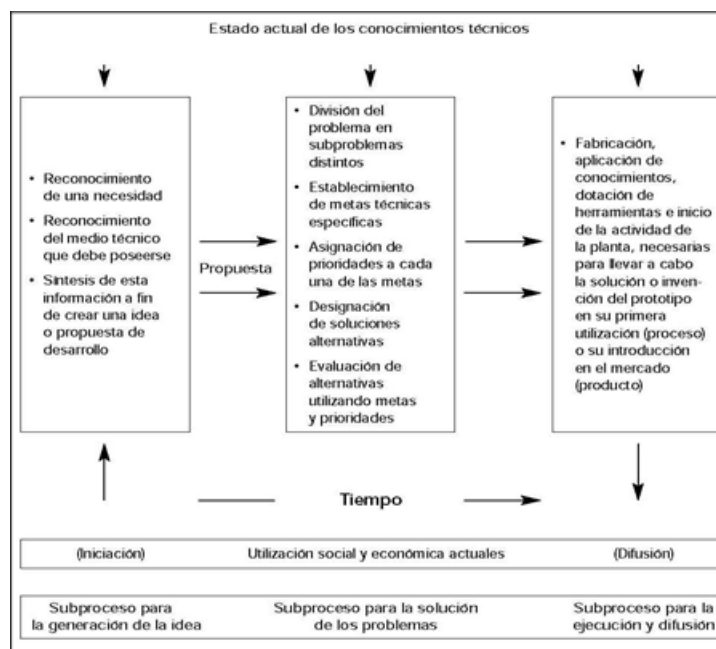 Estado actual de los conocimientos técnicos
• Reconocimiento
de una necesidad
• Reconocimiento
del medio técnico
que debe poseerse
• Síntesis de esta
información a fin
de crear una idea
o propuesta de
desarrollo
Propuesta
• División del
problema en
subproblemas
distintos
• Establecimiento
de metas técnicas
específicas
• Asignación de
prioridades a cada
una de las metas
• Designación
de soluciones
alternativas
• Evaluación de
alternativas
utilizando metas
y prioridades
• Fabricación,
aplicación de
conocimientos,
dotación de
herramientas e inicio
de la actividad de
la planta, necesarias
para llevar a cabo
la solución o inven-
ción del prototipo
en su primera
utilización (proceso)
o su introducción
en el mercado
(producto)
Tiempo
(Iniciación) Utilización social y económica actuales (Difusión)
Subproceso para
la generación de la idea
Subproceso para la solución
de los problemas
Subproceso para la
ejecución y difusión